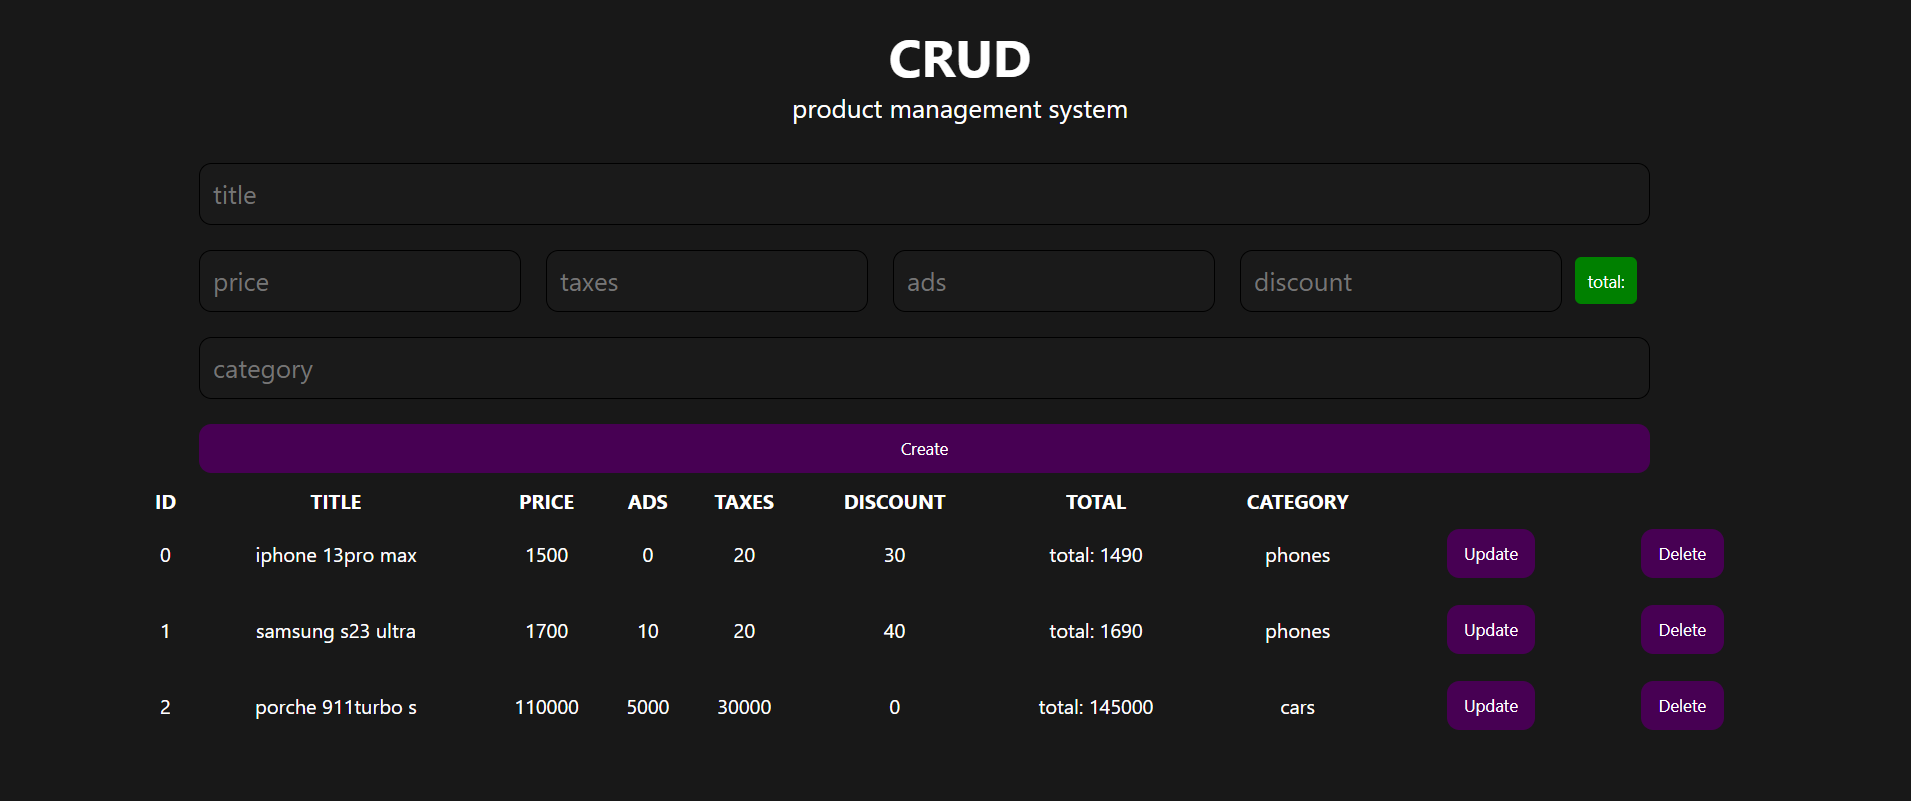 CRUD
product management system
title
price taxes ads discount total:
category
Create
ID TITLE PRICE ADS TAXES DISCOUNT TOTAL CATEGORY
0 iphone 13pro max 1500 0 20 30 total: 1490 phones Update Delete
1 samsung s23 ultra 1700 10 20 40 total: 1690 phones Update Delete
2 porche 911turbo s 110000 5000 30000 0 total: 145000 cars Update Delete